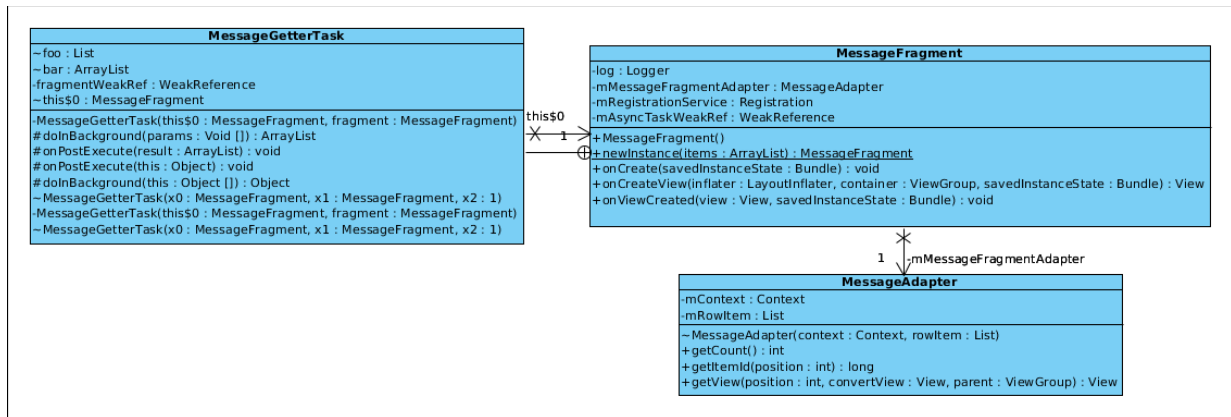 MessageGetterTask
~foo : List
~bar : ArrayList
-fragmentWeakRef : WeakReference
~this$0 : MessageFragment
-MessageGetterTask(this$0 : MessageFragment, fragment : MessageFragment)
#doInBackground(params : Void []) : ArrayList
#onPostExecute(result : ArrayList) : void
#onPostExecute(this : Object) : void
#doInBackground(this : Object []) : Object
~MessageGetterTask(x0 : MessageFragment, x1 : MessageFragment, x2 : 1)
-MessageGetterTask(this$0 : MessageFragment, fragment : MessageFragment)
~MessageGetterTask(x0 : MessageFragment, x1 : MessageFragment, x2 : 1)
this$0
1
MessageFragment
-log : Logger
-mMessageFragmentAdapter : MessageAdapter
-mRegistrationService : Registration
-mAsyncTaskWeakRef : WeakReference
+MessageFragment()
+newInstance(items : ArrayList) : MessageFragment
+onCreate(savedInstanceState : Bundle) : void
+onCreateView(inflater : LayoutInflater, container : ViewGroup, savedInstanceState : Bundle) : View
+onViewCreated(view : View, savedInstanceState : Bundle) : void
1
-mMessageFragmentAdapter
MessageAdapter
-mContext : Context
-mRowItem : List
~MessageAdapter(context : Context, rowItem : List)
+getCount() : int
+getItemId(position : int) : long
+getView(position : int, convertView : View, parent : ViewGroup) : View